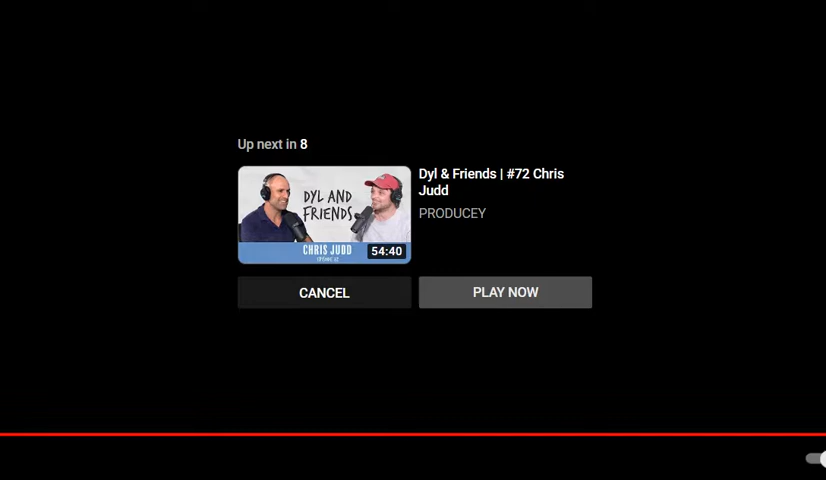 Up next in 8
DYL AND
FRIENDS
CHRIS JUDD
54:40
Dyl & Friends | #72 Chris
Judd
PRODUCEY
CANCEL
PLAY NOW